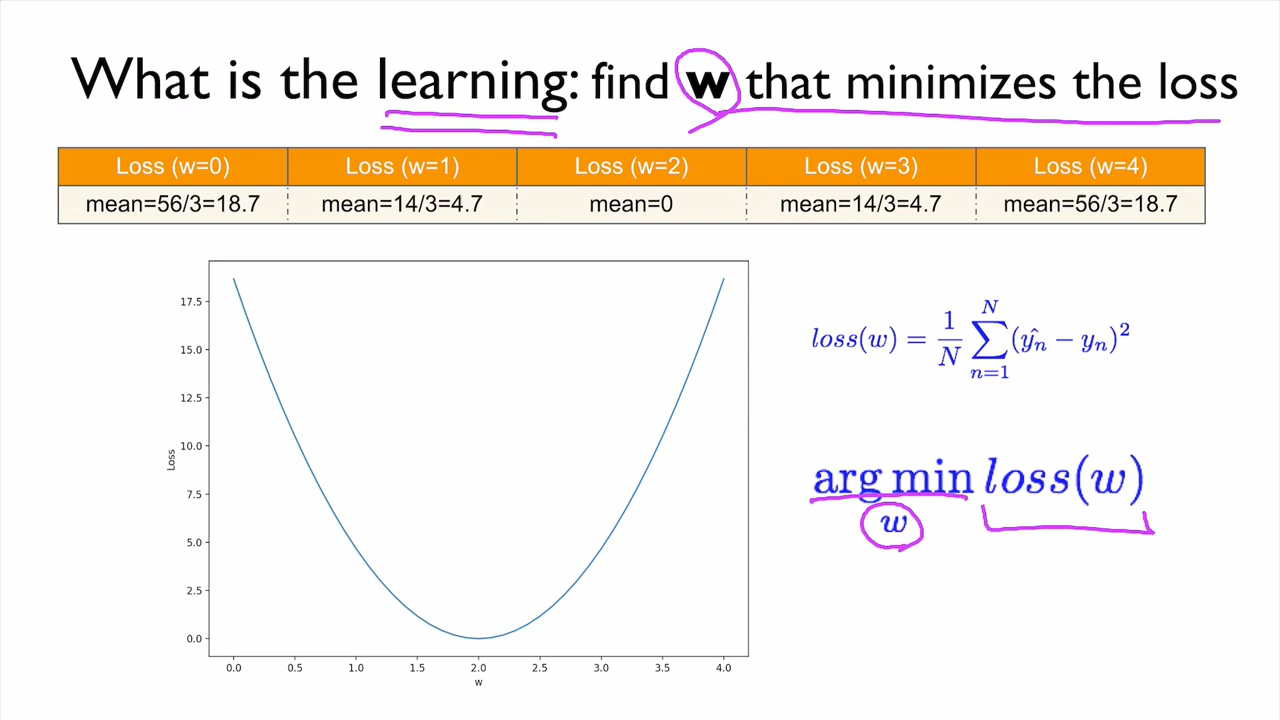 What is the learning: find w that minimizes the loss
Loss (w=0) Loss (w=1) Loss (w=2) Loss (w=3) Loss (w=4)
mean=56/3=18.7 mean=14/3=4.7 mean=0 mean=14/3=4.7 mean=56/3=18.7
17.5
15.0
12.5
10.0
7.5
5.0
2.5
0.0
Loss
0.0 0.5 1.0 1.5 2.0 2.5 3.0 3.5 4.0
w
loss(w) = \frac{1}{N} \sum_{n=1}^{N} (\hat{y_n} - y_n)^2
arg min loss(w)
w